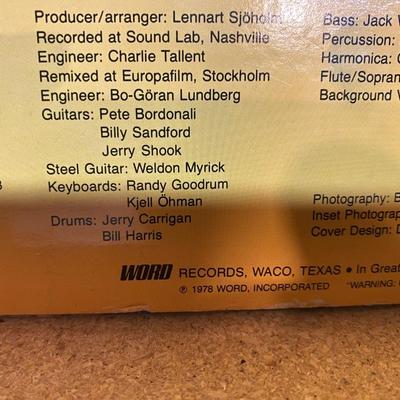 Producer/arranger: Lennart Sjöholm
Recorded at Sound Lab, Nashville
Engineer: Charlie Tallent
Remixed at Europafilm, Stockholm
Engineer: Bo-Göran Lundberg
Guitars: Pete Bordonali
Billy Sandford
Jerry Shook
Steel Guitar: Weldon Myrick
Keyboards: Randy Goodrum
Kjell Öhman
Drums: Jerry Carrigan
Bill Harris
Bass: Jack
Percussion:
Harmonica:
Flute/Sopran
Background
Photography:
Inset Photograp
Cover Design:
WORD RECORDS, WACO, TEXAS • In Great
℗ 1978 WORD, INCORPORATED "WARNING: